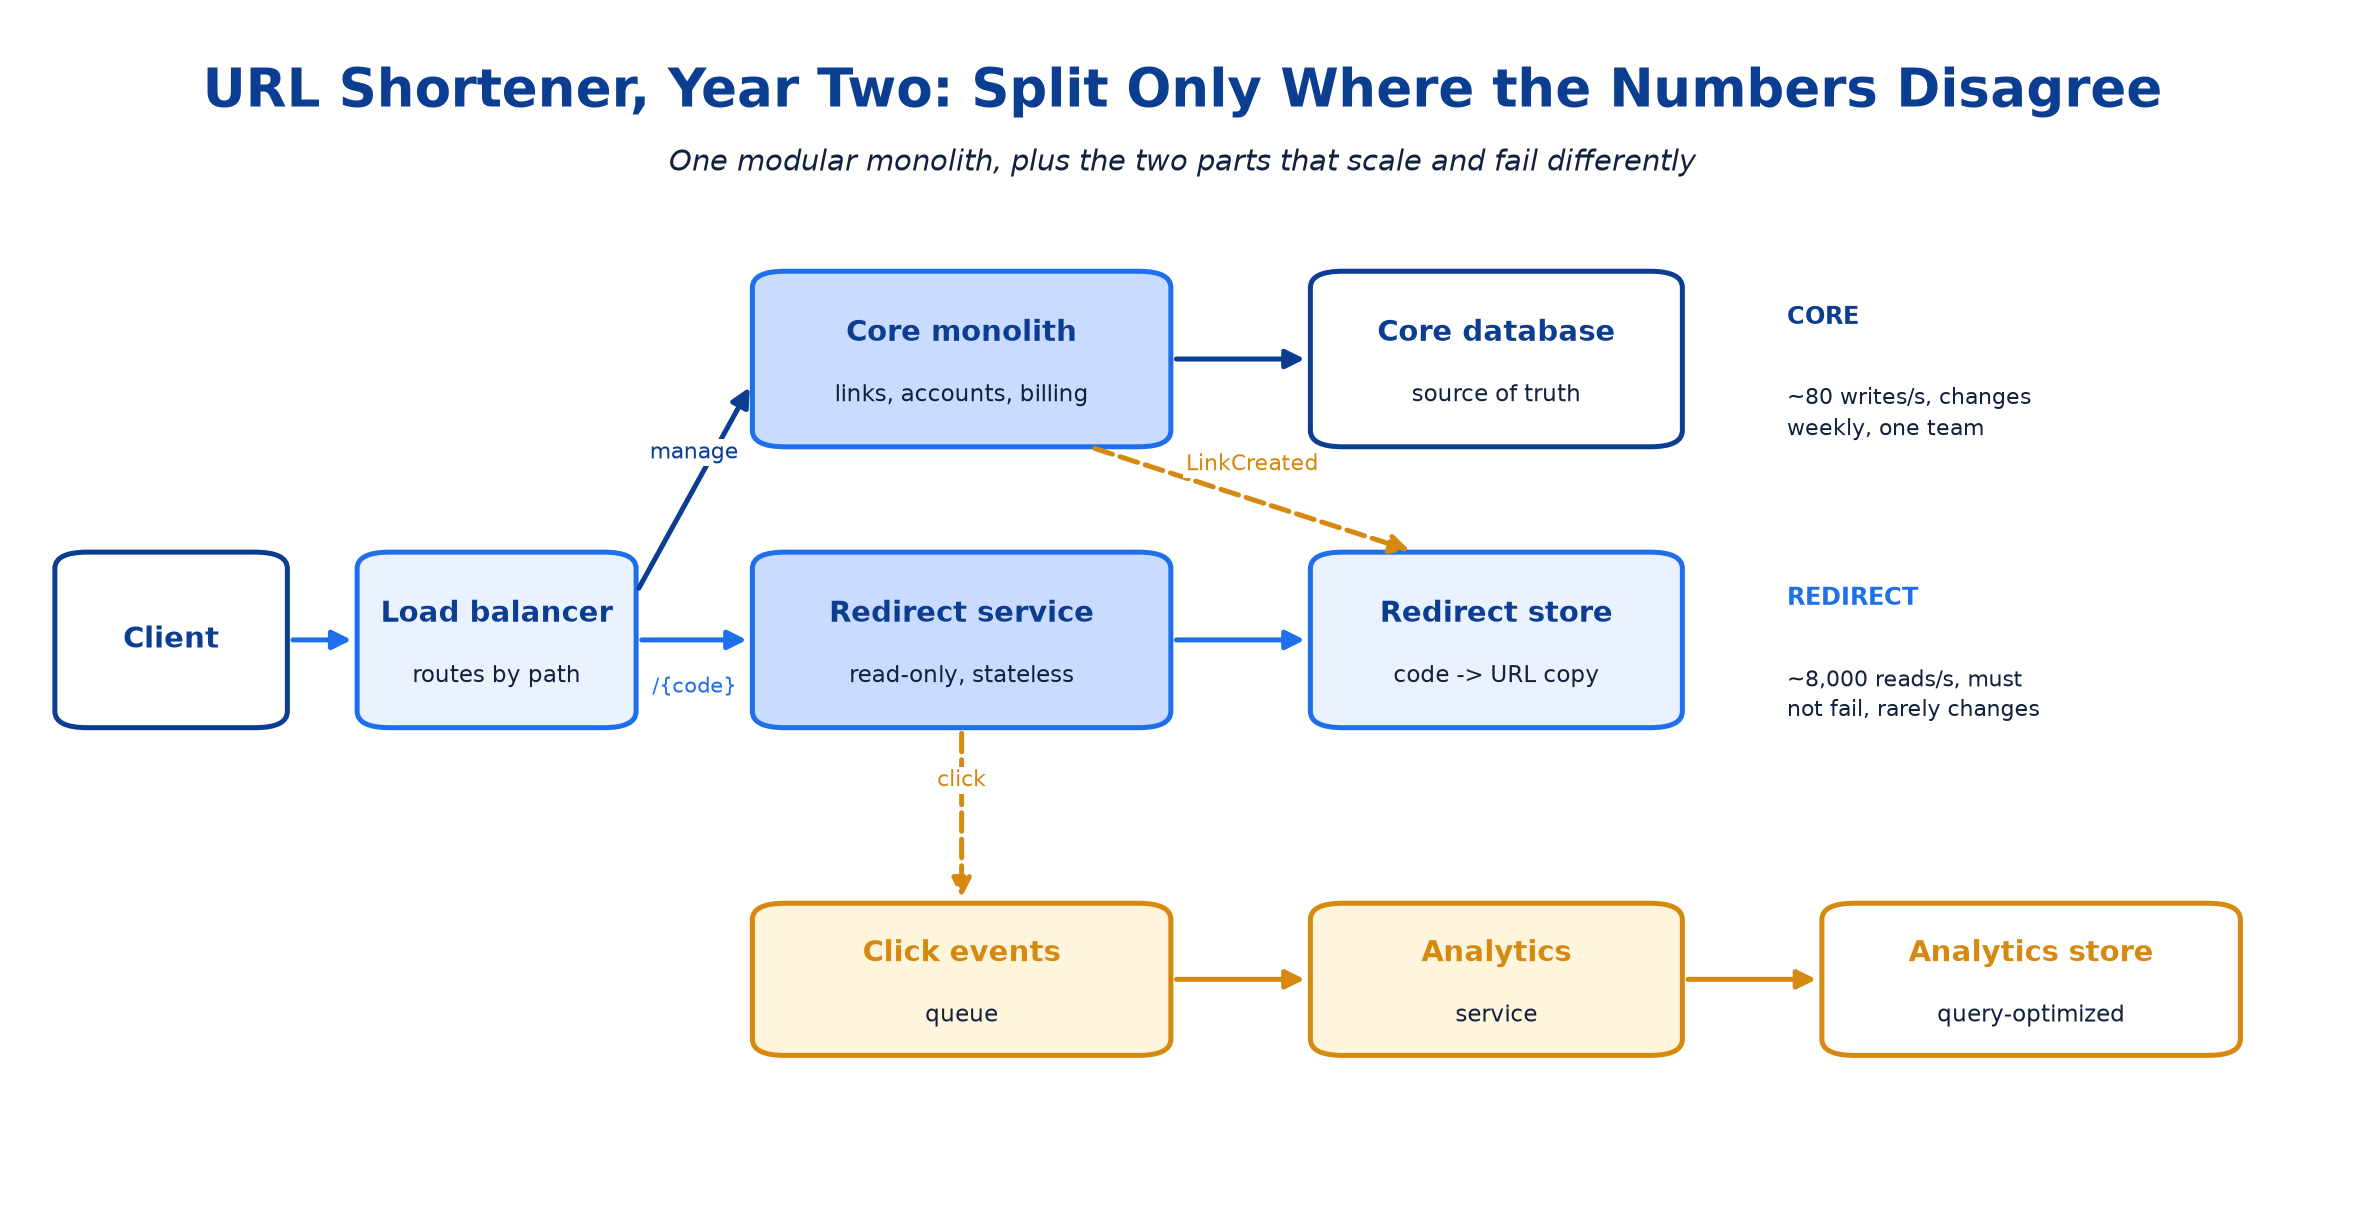 URL Shortener, Year Two: Split Only Where the Numbers Disagree
One modular monolith, plus the two parts that scale and fail differently
Core monolith
links, accounts, billing
Core database
source of truth
CORE
~80 writes/s, changes
weekly, one team
manage
LinkCreated
Client
Load balancer
routes by path
/{code}
Redirect service
read-only, stateless
Redirect store
code -> URL copy
REDIRECT
~8,000 reads/s, must
not fail, rarely changes
click
Click events
queue
Analytics
service
Analytics store
query-optimized